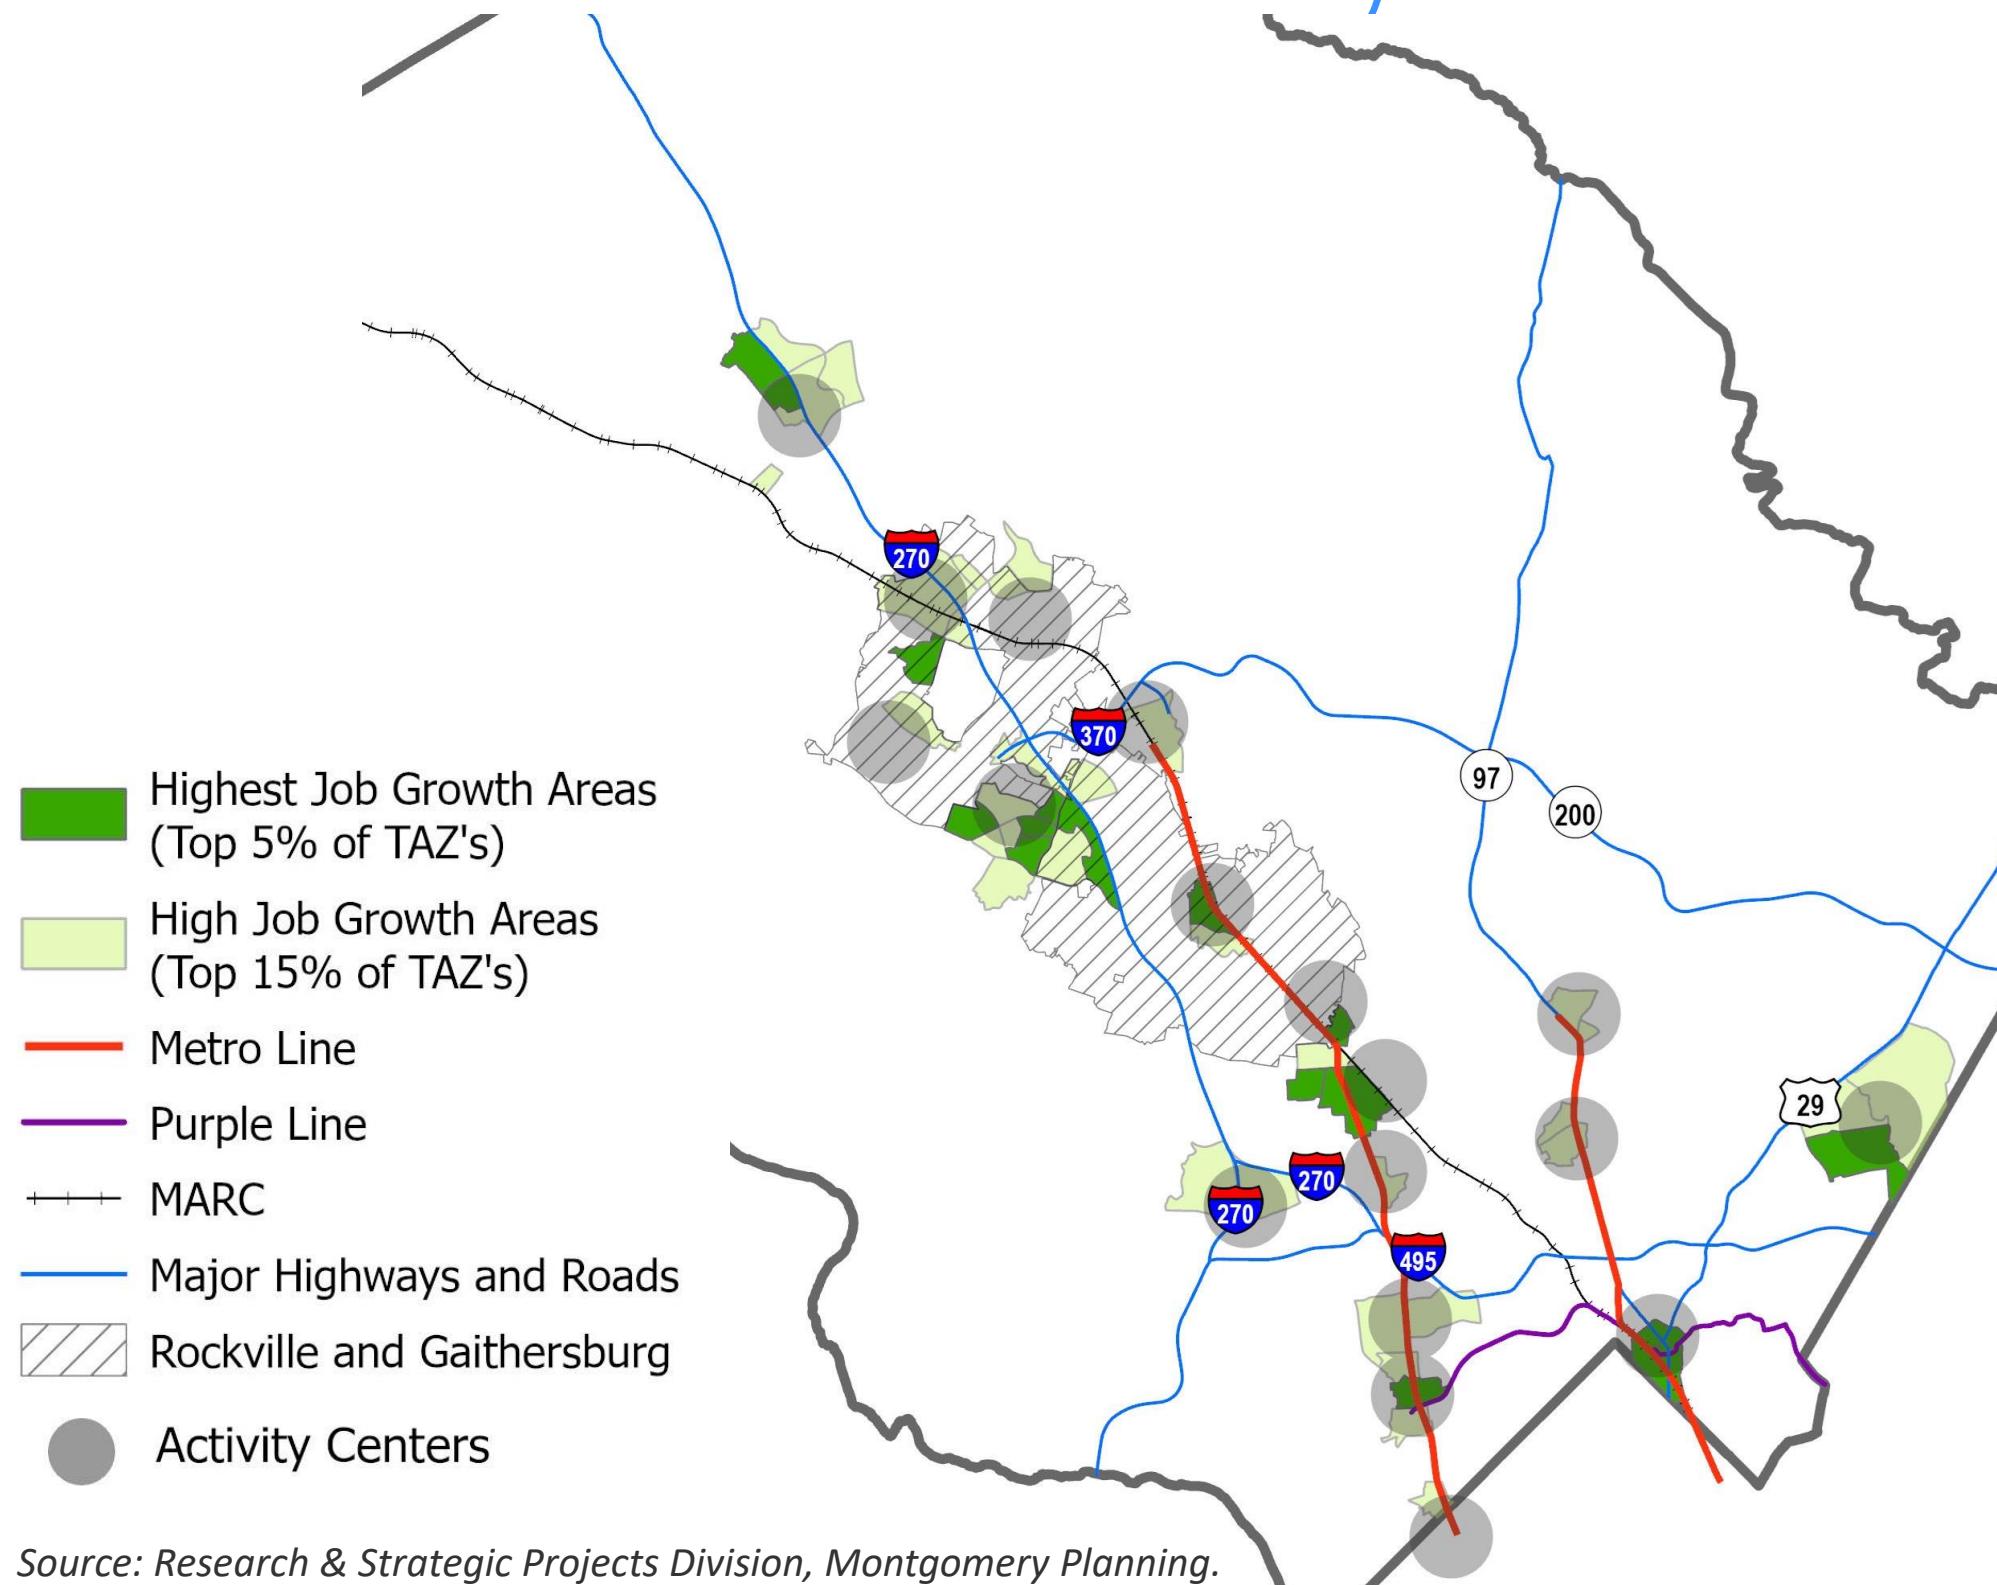 270
370
97
200
Highest Job Growth Areas
(Top 5% of TAZ's)
High Job Growth Areas
(Top 15% of TAZ's)
Metro Line
Purple Line
MARC
Major Highways and Roads
Rockville and Gaithersburg
Activity Centers
29
270
270
495
Source: Research & Strategic Projects Division, Montgomery Planning.